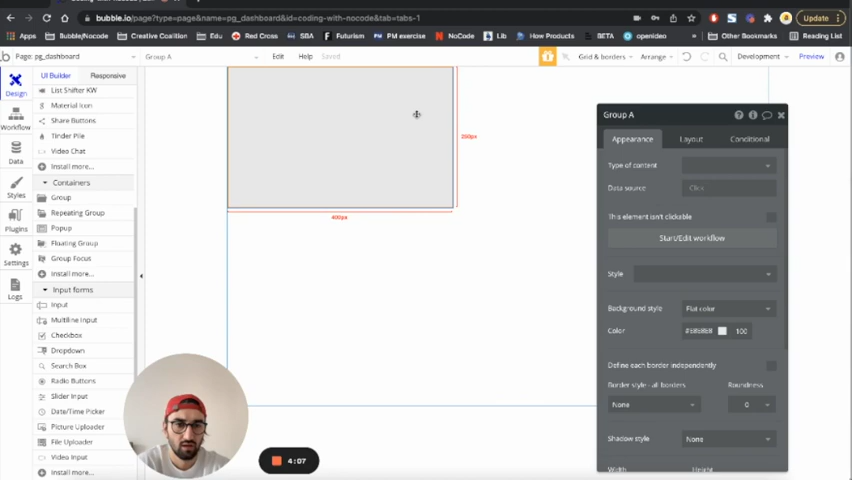 bubble.io/page?type=page&name=pg_dashboard&id=coding-with-nocode&tab=tabs-1
Update
Apps
Bubble/Nocode
Creative Coalition
Edu
Red Cross
SBA
Futurism
PM exercise
NoCode
Lib
How Products
BETA
openideo
Other Bookmarks
Reading List
Page: pg_dashboard
Group A
Edit
Help
Saved
Grid & borders
Arrange
Development
Preview
Design
Workflow
Data
Styles
Plugins
Settings
Logs
UI Builder
Responsive
List Shifter KW
Material Icon
Share Buttons
Tinder Pile
Video Chat
Install more...
Containers
Group
Repeating Group
Popup
Floating Group
Group Focus
Install more...
Input forms
Input
Multiline Input
Checkbox
Dropdown
Search Box
Radio Buttons
Slider Input
Date/Time Picker
Picture Uploader
File Uploader
Video Input
Install more...
400px
4:07
Group A
Appearance
Layout
Conditional
Type of content
Data source
Click
This element isn't clickable
Start/Edit workflow
Style
Background style
Flat color
Color
100
Define each border independently
Border style - all borders
Roundness
None
0
Shadow style
None
Width
Height